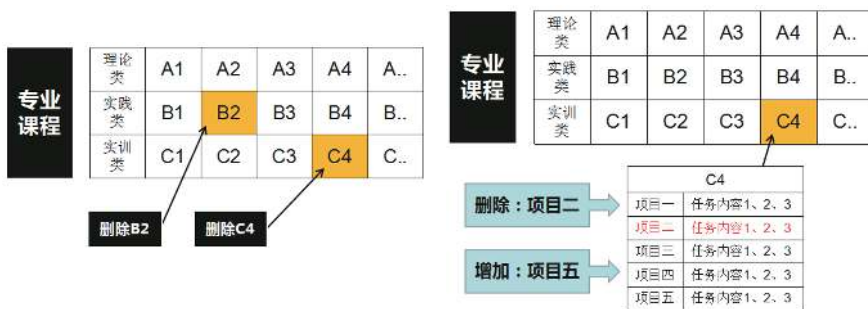 专业
课程
理论
类 A1 A2 A3 A4 A..
实践
类 B1 B2 B3 B4 B..
实训
类 C1 C2 C3 C4 C..
删除B2 删除C4
专业
课程
理论
类 A1 A2 A3 A4 A..
实践
类 B1 B2 B3 B4 B..
实训
类 C1 C2 C3 C4 C..
C4
项目一 任务内容1、2、3
项目二 任务内容1、2、3
项目三 任务内容1、2、3
项目四 任务内容1、2、3
项目五 任务内容1、2、3
删除：项目二
增加：项目五